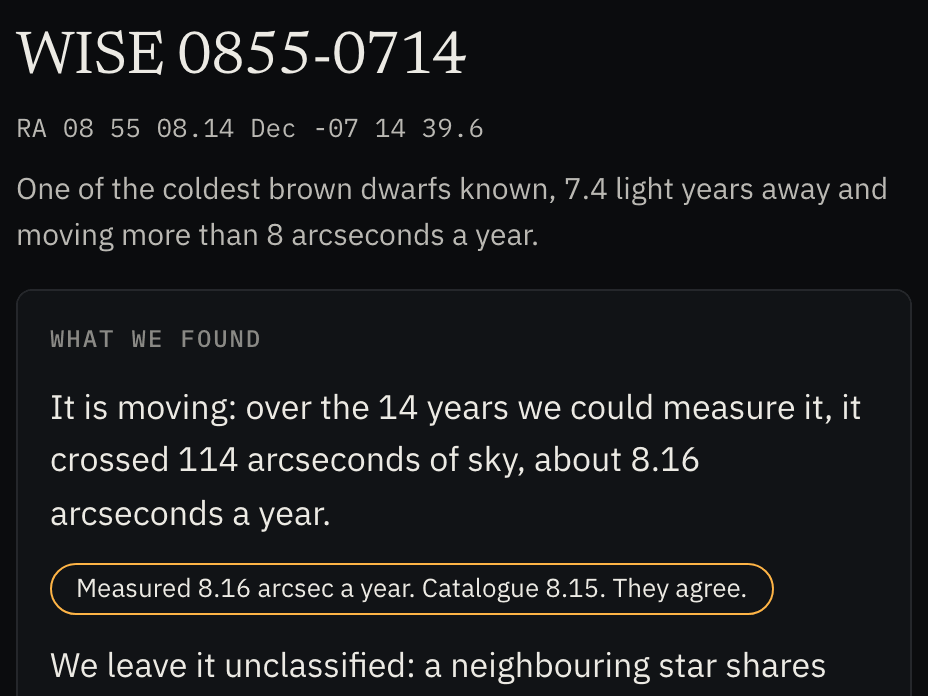 WISE 0855-0714
RA 08 55 08.14 Dec -07 14 39.6
One of the coldest brown dwarfs known, 7.4 light years away and
moving more than 8 arcseconds a year.
WHAT WE FOUND
It is moving: over the 14 years we could measure it, it
crossed 114 arcseconds of sky, about 8.16
arcseconds a year.
Measured 8.16 arcsec a year. Catalogue 8.15. They agree.
We leave it unclassified: a neighbouring star shares